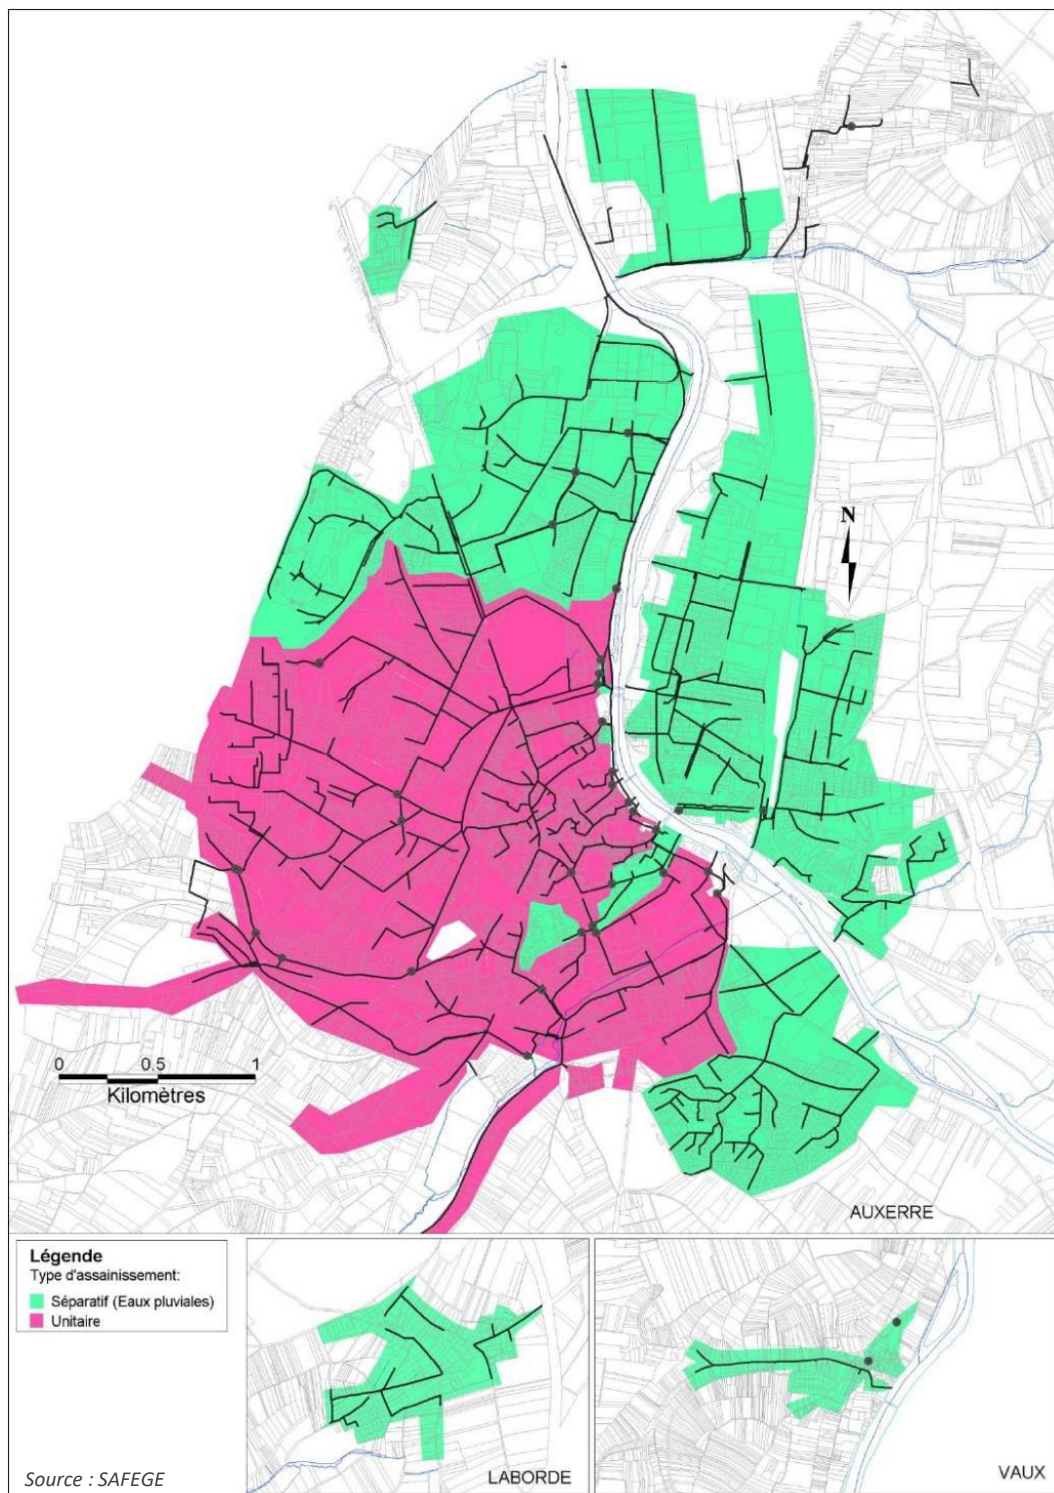 N
0 0.5 1
Kilomètres
AUXERRE
Légende
Type d'assainissement:
Séparatif (Eaux pluviales)
Unitaire
Source : SAFEGE
LABORDE
VAUX